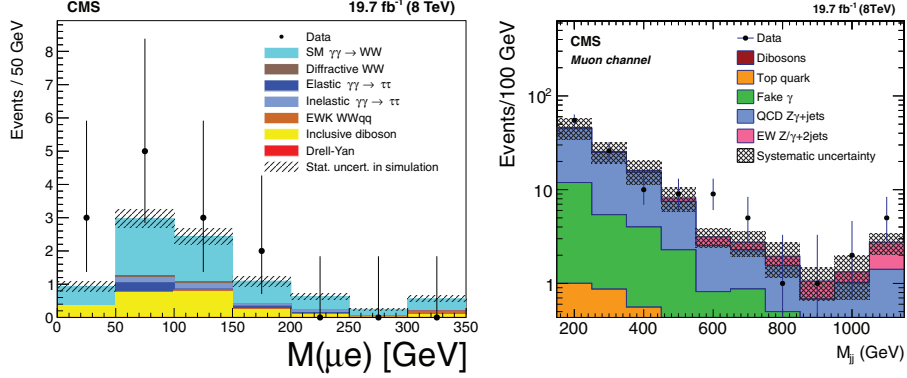 CMS 19.7 fb⁻¹ (8 TeV)
Events / 50 GeV
8
7
6
5
4
3
2
1
0
Data
SM γγ → WW
Diffractive WW
Elastic γγ → ττ
Inelastic γγ → ττ
EWK WWqq
Inclusive diboson
Drell-Yan
Stat. uncert. in simulation
0 50 100 150 200 250 300 350
M(μe) [GeV]
19.7 fb⁻¹ (8TeV)
CMS
Muon channel
Events/100 GeV
10²
10
1
Data
Dibosons
Top quark
Fake γ
QCD Zγ+jets
EW Z/γ+2jets
Systematic uncertainty
200 400 600 800 1000
M_jj [GeV]